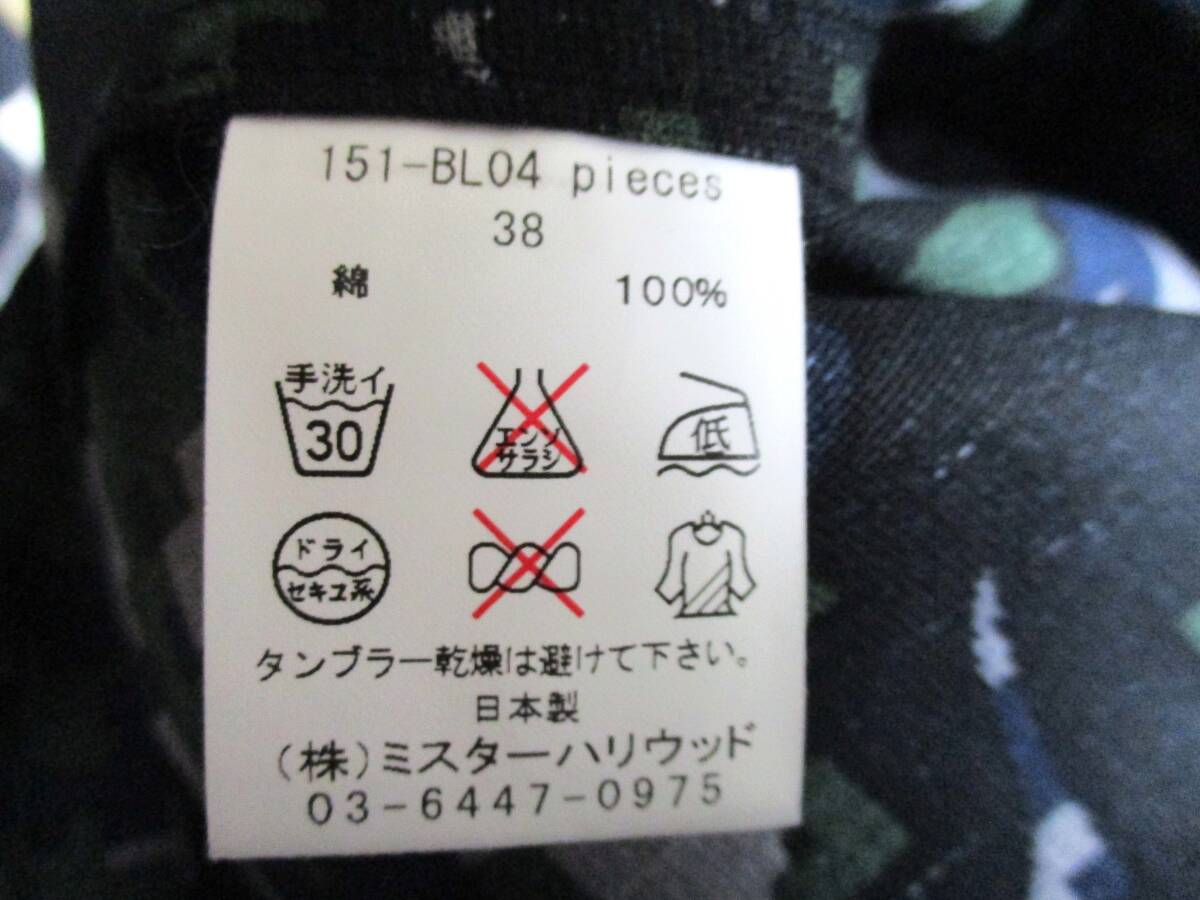 151-BL04 pieces
38
綿 100%
手洗イ
30
エンソ
サラシ
低
ドライ
セキユ系
タンブラー乾燥は避けて下さい。
日本製
(株)ミスターハリウッド
03-6447-0975